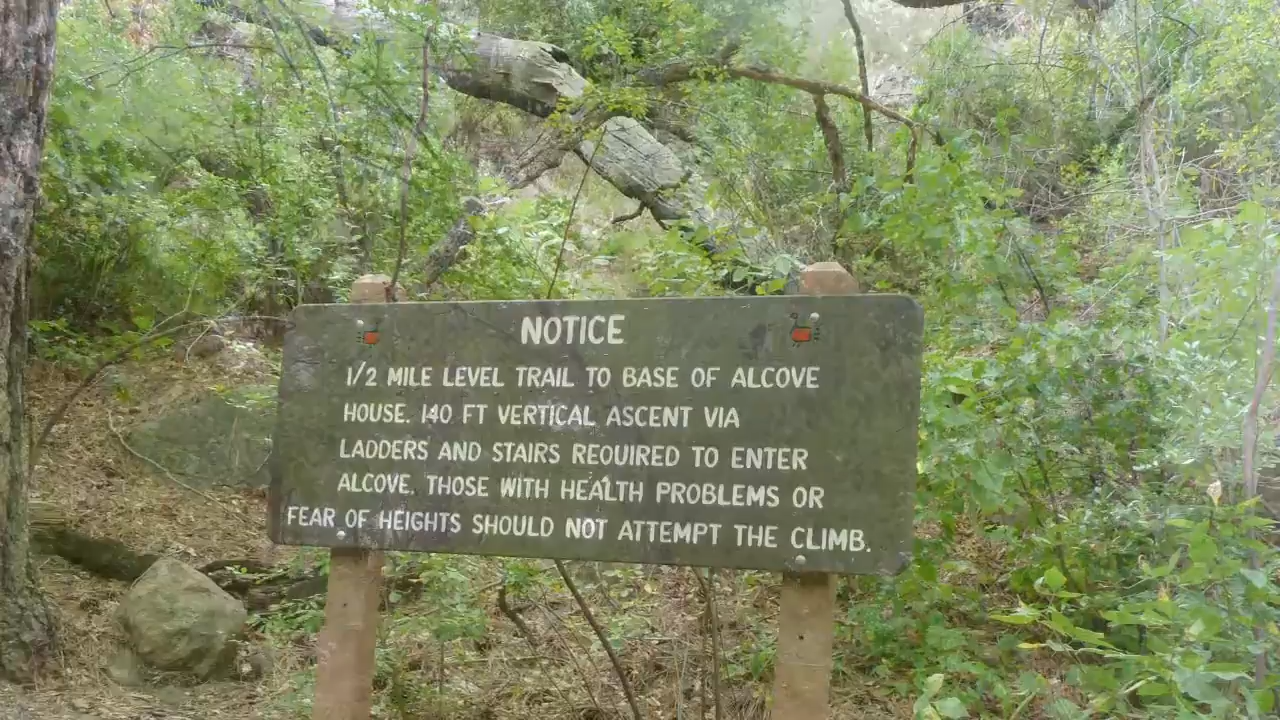 NOTICE
1/2 MILE LEVEL TRAIL TO BASE OF ALCOVE
HOUSE. 140 FT VERTICAL ASCENT VIA
LADDERS AND STAIRS REQUIRED TO ENTER
ALCOVE. THOSE WITH HEALTH PROBLEMS OR
FEAR OF HEIGHTS SHOULD NOT ATTEMPT THE CLIMB.